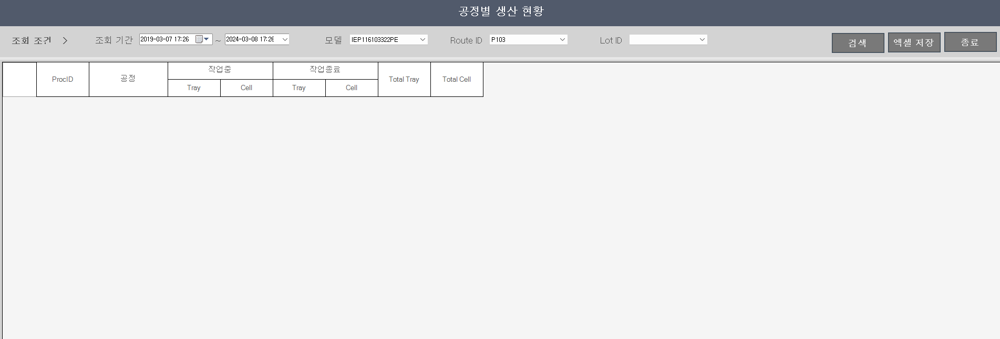 공정별 생산 현황
조회 조건 > 조회 기간 2019-03-07 17:26 ~ 2024-03-08 17:26 모델 IEP116103322PE Route ID P103 Lot ID 검색 엑셀 저장 종료
ProcID 공정 작업중 작업종료 Total Tray Total Cell
Tray Cell Tray Cell